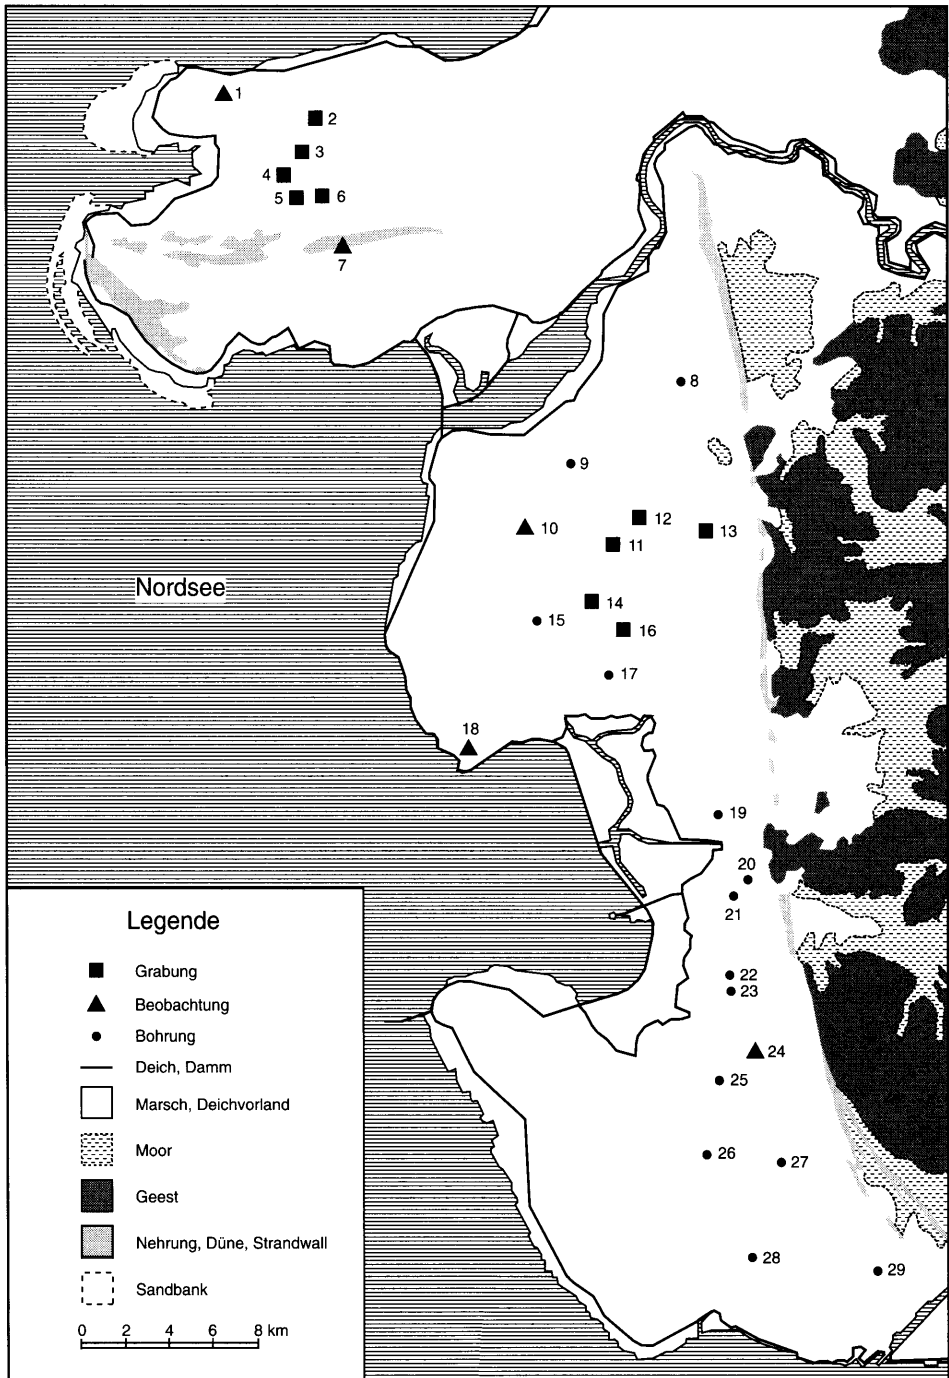 1
2
3
4
5
6
7
8
9
10
12
13
11
Nordsee
14
15
16
17
18
19
20
21
22
23
24
25
26
27
28
29
Legende
Grabung
Beobachtung
Bohrung
Deich, Damm
Marsch, Deichvorland
Moor
Geest
Nehrung, Düne, Strandwall
Sandbank
0 2 4 6 8 km